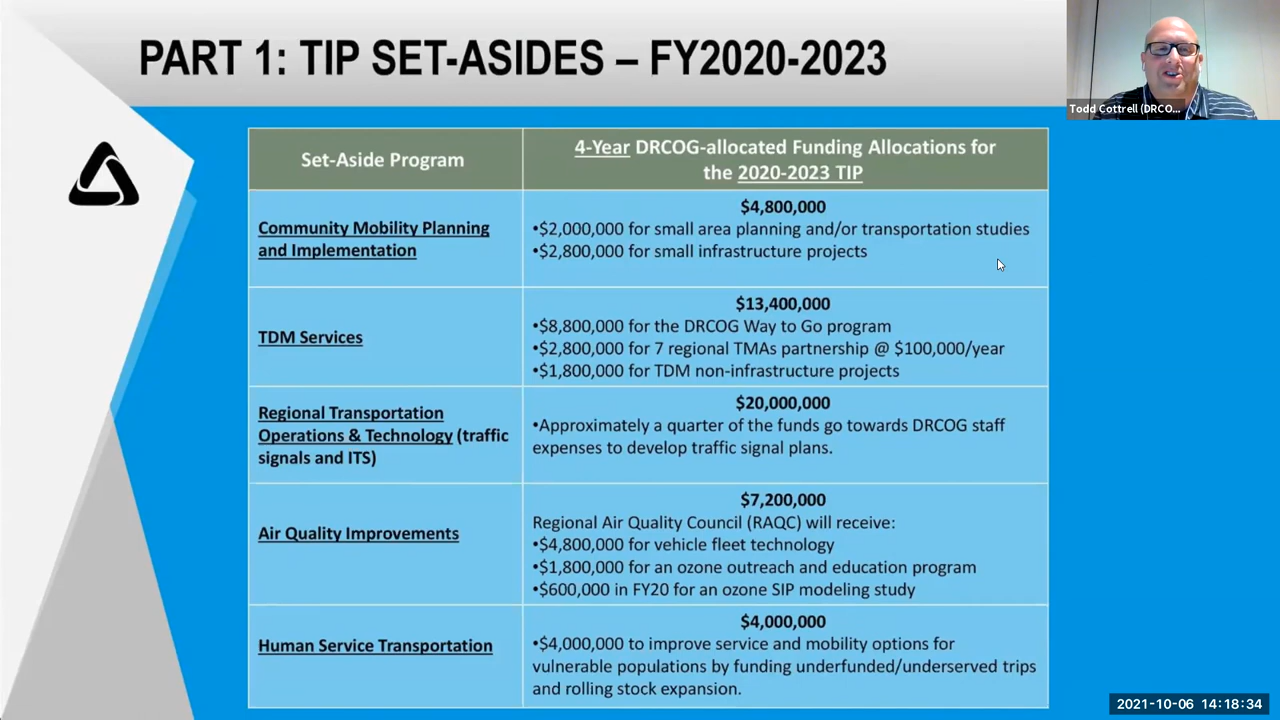 PART 1: TIP SET-ASIDES – FY2020-2023
Todd Cottrell (DRCO...
Set-Aside Program
4-Year DRCOG-allocated Funding Allocations for
the 2020-2023 TIP
Community Mobility Planning
and Implementation
$4,800,000
•$2,000,000 for small area planning and/or transportation studies
•$2,800,000 for small infrastructure projects
TDM Services
$13,400,000
•$8,800,000 for the DRCOG Way to Go program
•$2,800,000 for 7 regional TMAs partnership @ $100,000/year
•$1,800,000 for TDM non-infrastructure projects
Regional Transportation
Operations & Technology (traffic
signals and ITS)
$20,000,000
•Approximately a quarter of the funds go towards DRCOG staff
expenses to develop traffic signal plans.
Air Quality Improvements
$7,200,000
Regional Air Quality Council (RAQC) will receive:
•$4,800,000 for vehicle fleet technology
•$1,800,000 for an ozone outreach and education program
•$600,000 in FY20 for an ozone SIP modeling study
Human Service Transportation
$4,000,000
•$4,000,000 to improve service and mobility options for
vulnerable populations by funding underfunded/underserved trips
and rolling stock expansion.
2021-10-06 14:18:34